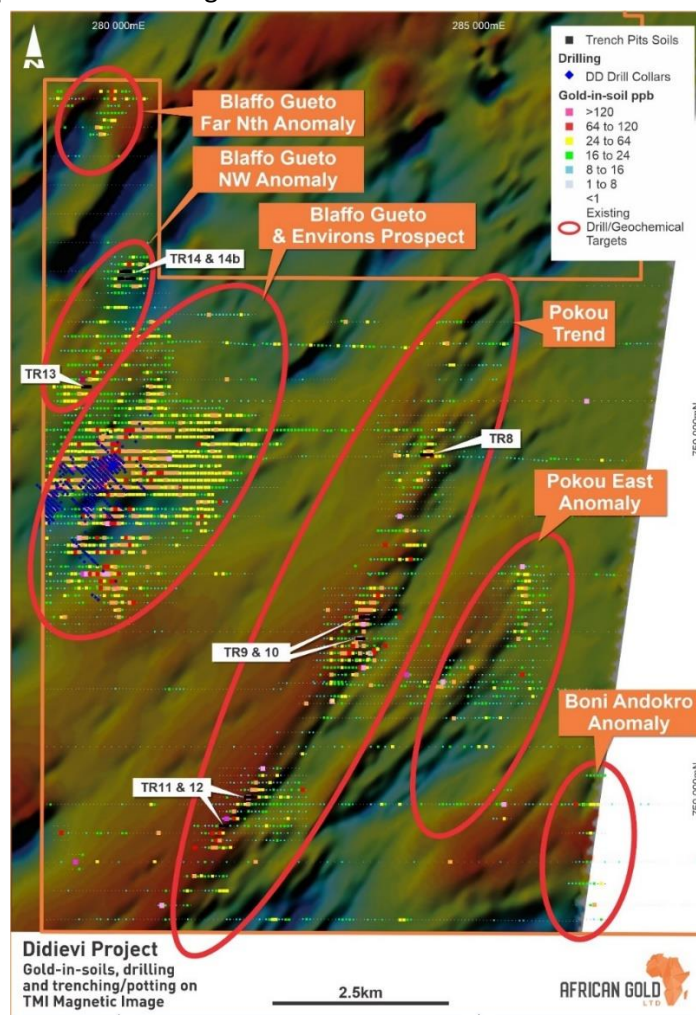 280 000mE
285 000mE
N
Trench Pits Soils
Drilling
DD Drill Collars
Gold-in-soil ppb
>120
64 to 120
24 to 64
16 to 24
8 to 16
1 to 8
<1
Existing
Drill/Geochemical
Targets
Blaffo Gueto
Far Nth Anomaly
Blaffo Gueto
NW Anomaly
Blaffo Gueto
& Environs Prospect
TR14 & 14b
Pokou
Trend
TR13
TR8
Pokou East
Anomaly
TR9 & 10
Boni Andokro
Anomaly
TR11 & 12
750 000mN
Didievi Project
Gold-in-soils, drilling
and trenching/potting on
TMI Magnetic Image
2.5km
AFRICAN GOLD
LTD